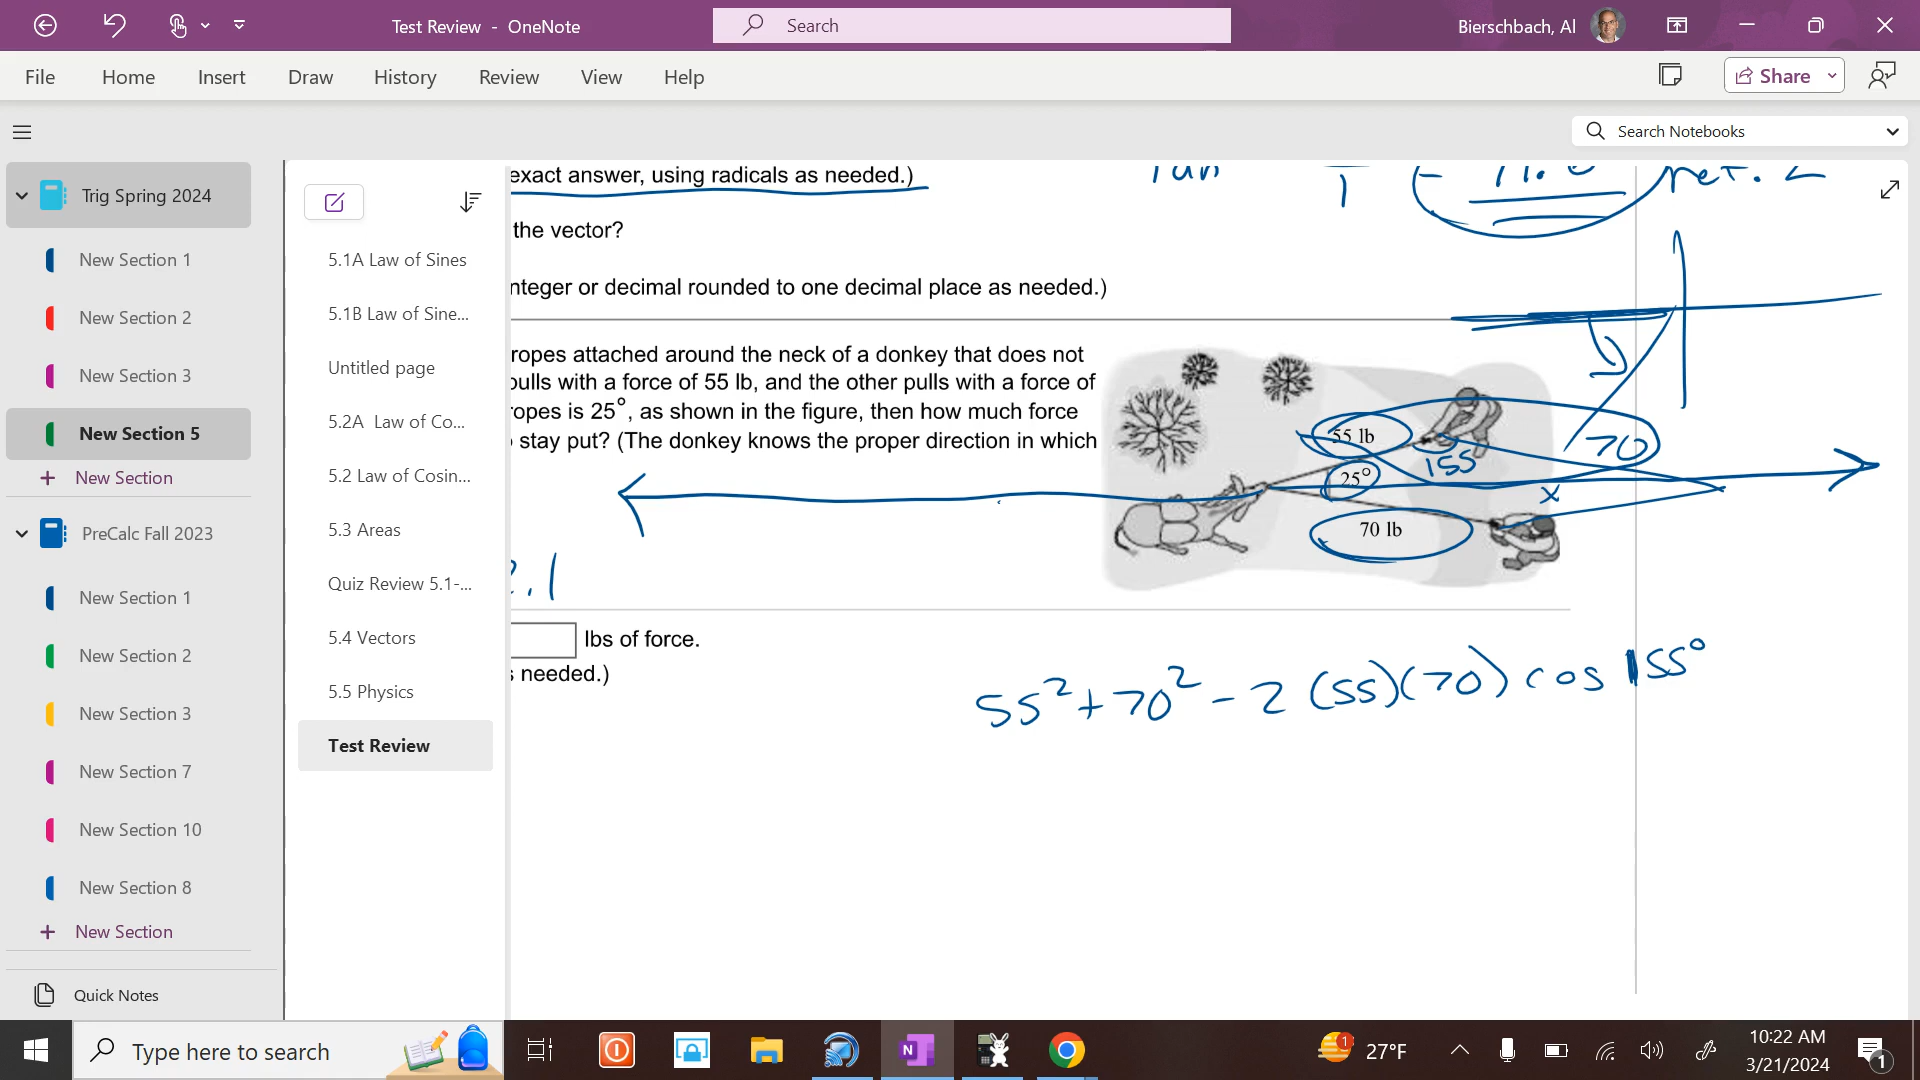 Test Review - OneNote
Search
Bierschbach, Al
File Home Insert Draw History Review View Help
Share
Search Notebooks
Trig Spring 2024
New Section 1
New Section 2
New Section 3
New Section 5
+ New Section
PreCalc Fall 2023
New Section 1
New Section 2
New Section 3
New Section 7
New Section 10
New Section 8
+ New Section
Quick Notes
5.1A Law of Sines
5.1B Law of Sine...
Untitled page
5.2A Law of Co...
5.2 Law of Cosin...
5.3 Areas
Quiz Review 5.1-...
5.4 Vectors
5.5 Physics
Test Review
exact answer, using radicals as needed.)
the vector?
nteger or decimal rounded to one decimal place as needed.)
ropes attached around the neck of a donkey that does not
pulls with a force of 55 lb, and the other pulls with a force of
ropes is 25°, as shown in the figure, then how much force
stay put? (The donkey knows the proper direction in which
55 lb
70
155
25°
x
70 lb
.1
lbs of force.
s needed.)
55² + 70² - 2 (55)(70) cos 155°
Type here to search
27°F
10:22 AM
3/21/2024
1